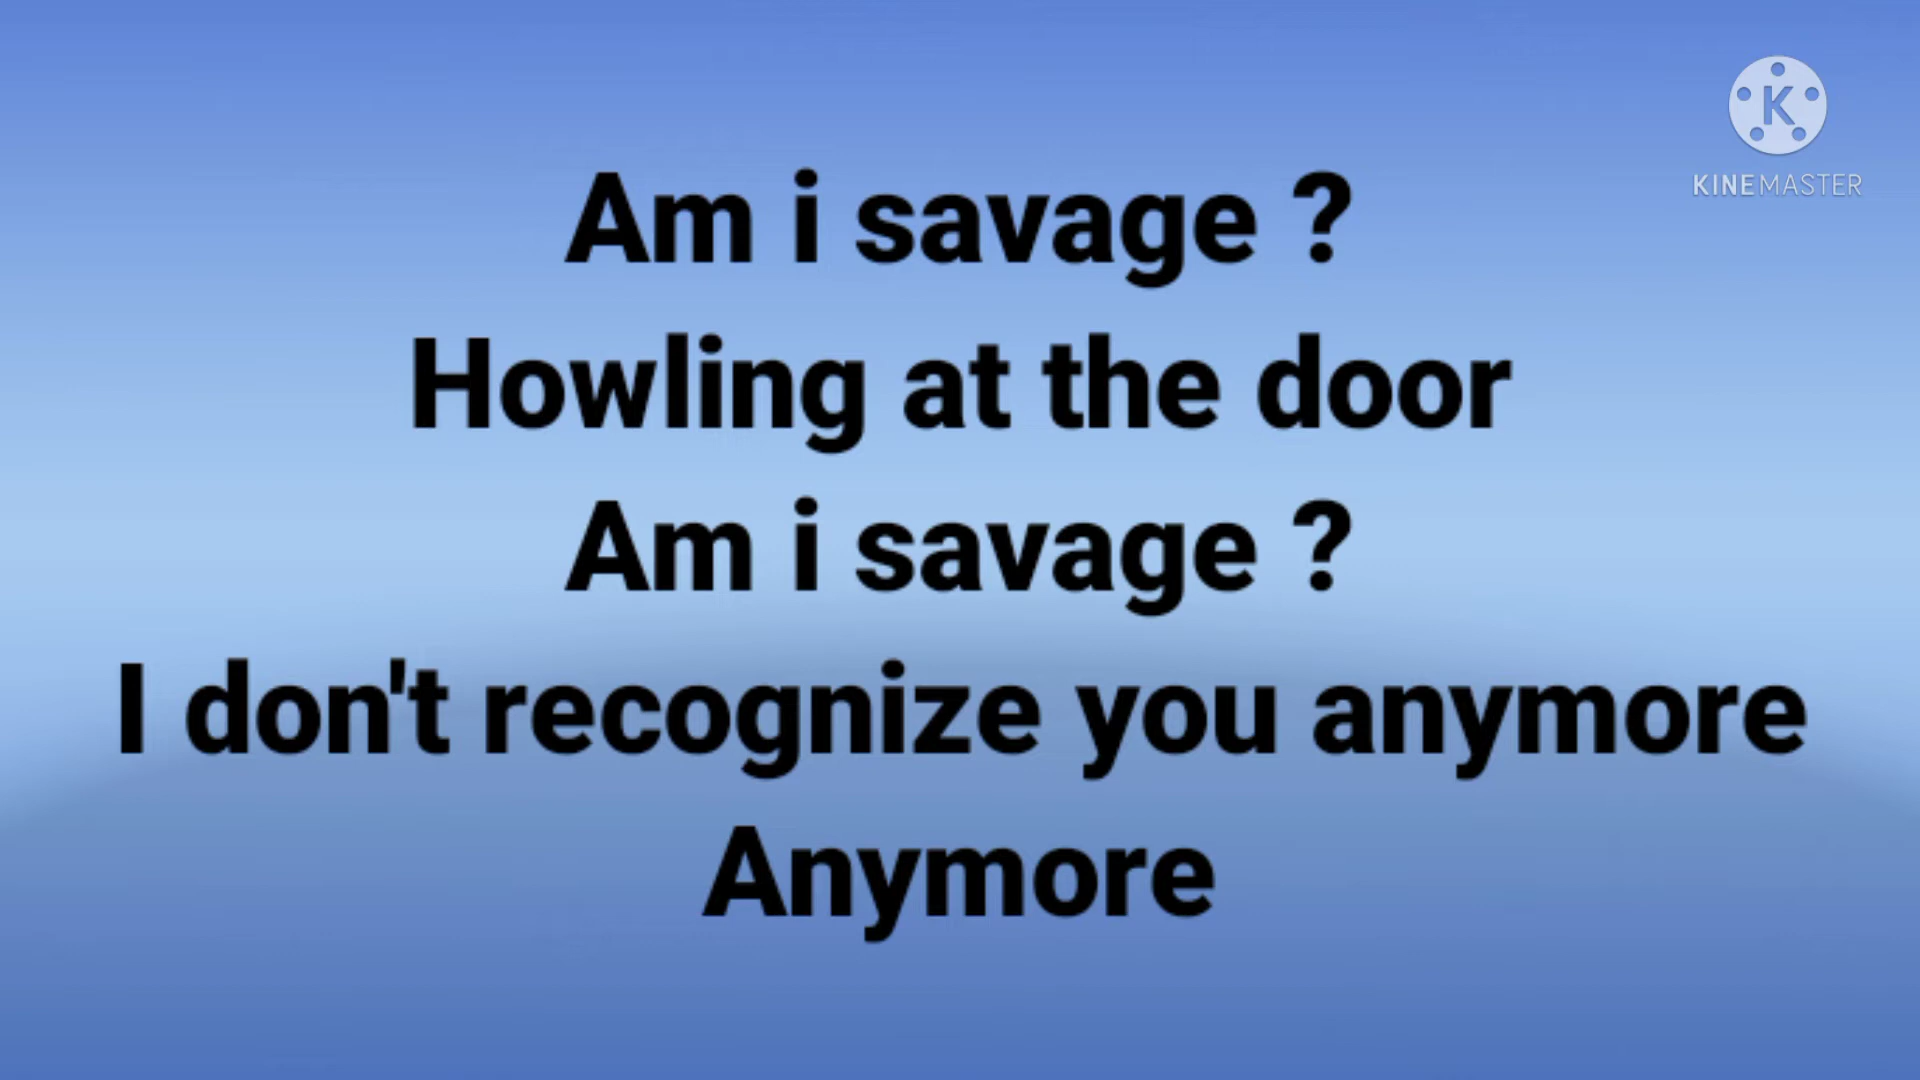 K
KINEMASTER
Am i savage ?
Howling at the door
Am i savage ?
I don't recognize you anymore
Anymore